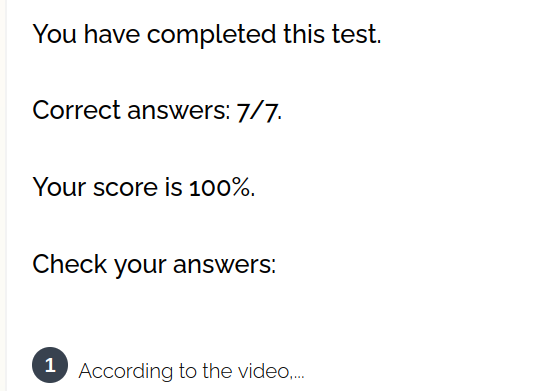 You have completed this test.
Correct answers: 7/7.
Your score is 100%.
Check your answers:
1 According to the video,...